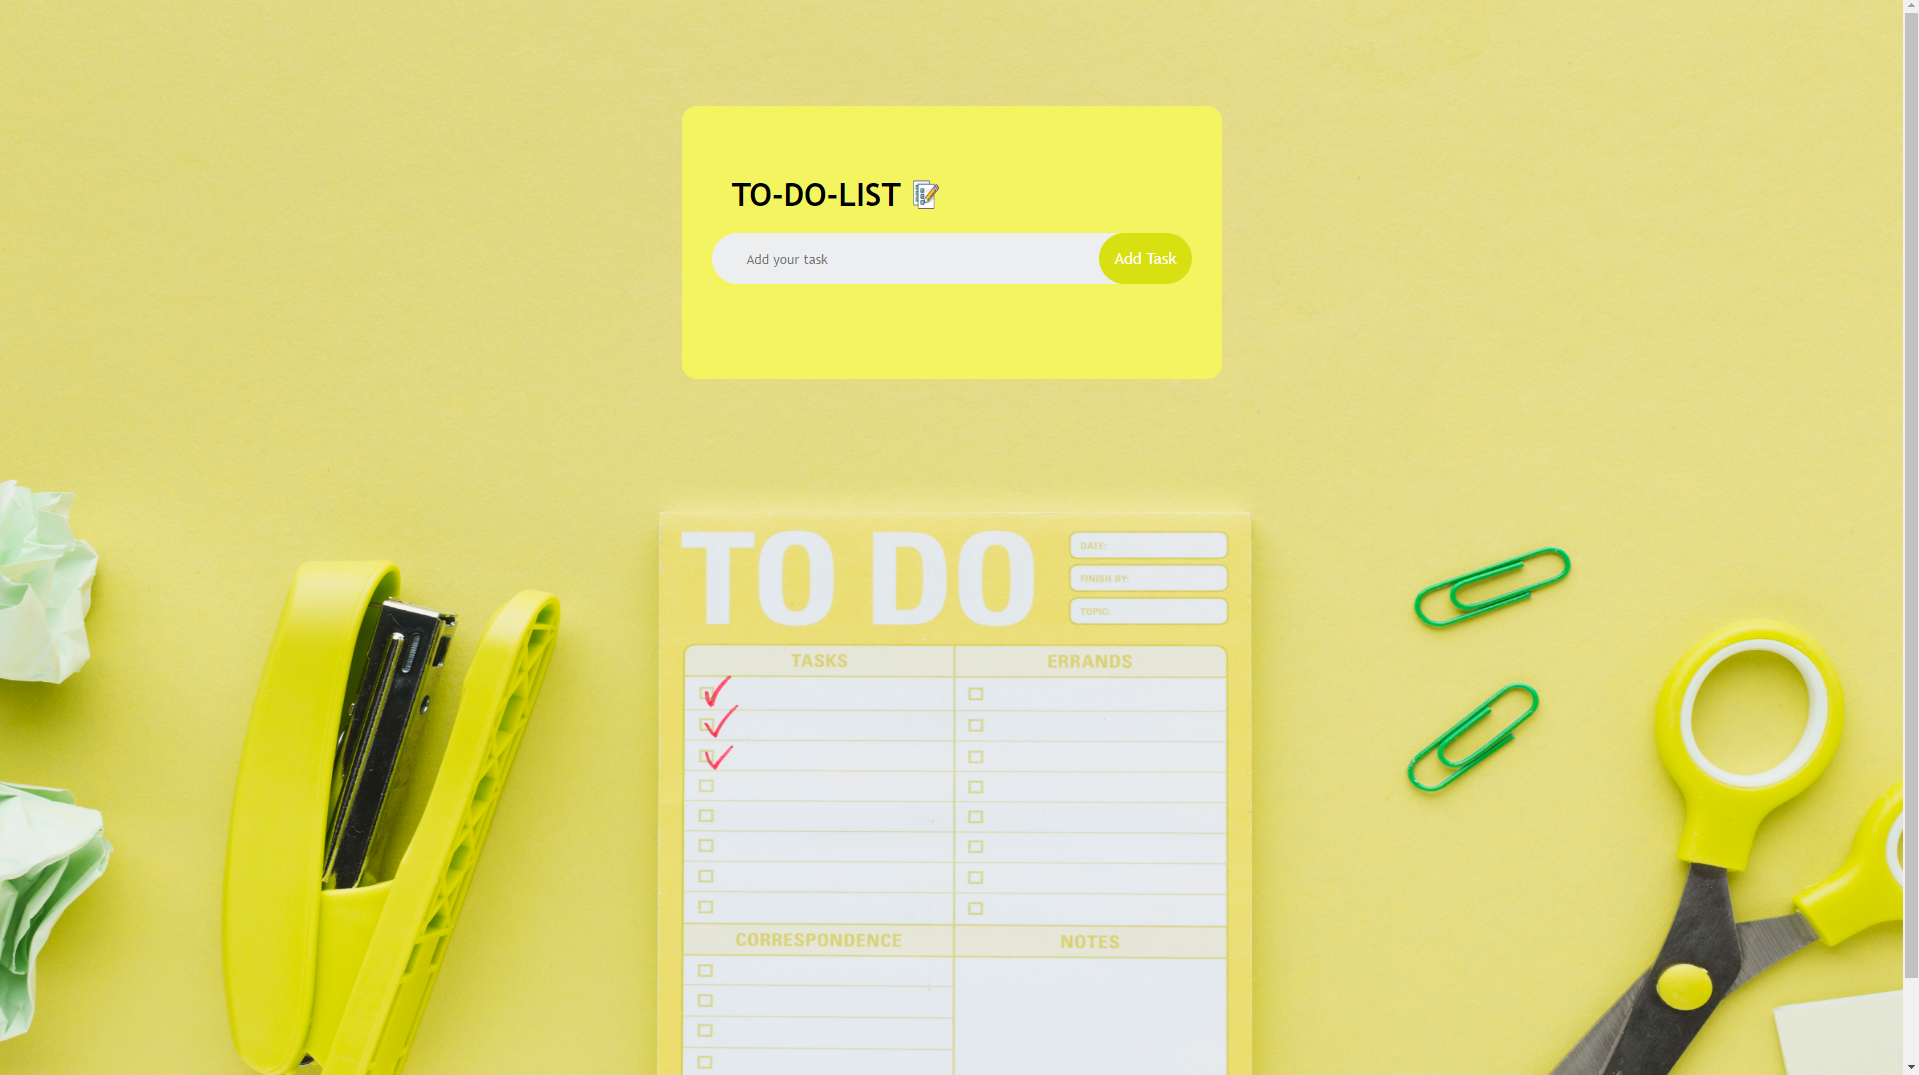 TO-DO-LIST 📝
Add your task
Add Task
TO DO
DATE:
FINISH BY:
TOPIC:
TASKS
ERRANDS
CORRESPONDENCE
NOTES